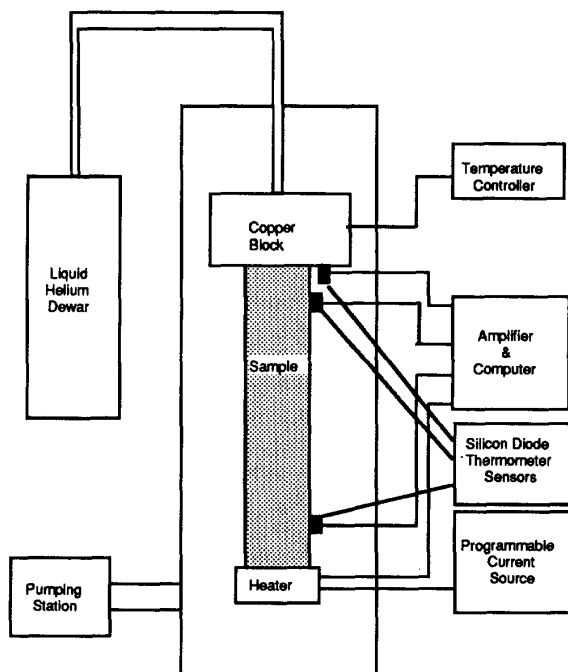 Temperature
Controller
Copper
Block
Liquid
Helium
Dewar
Amplifier
&
Computer
Sample
Silicon Diode
Thermometer
Sensors
Programmable
Current
Source
Pumping
Station
Heater